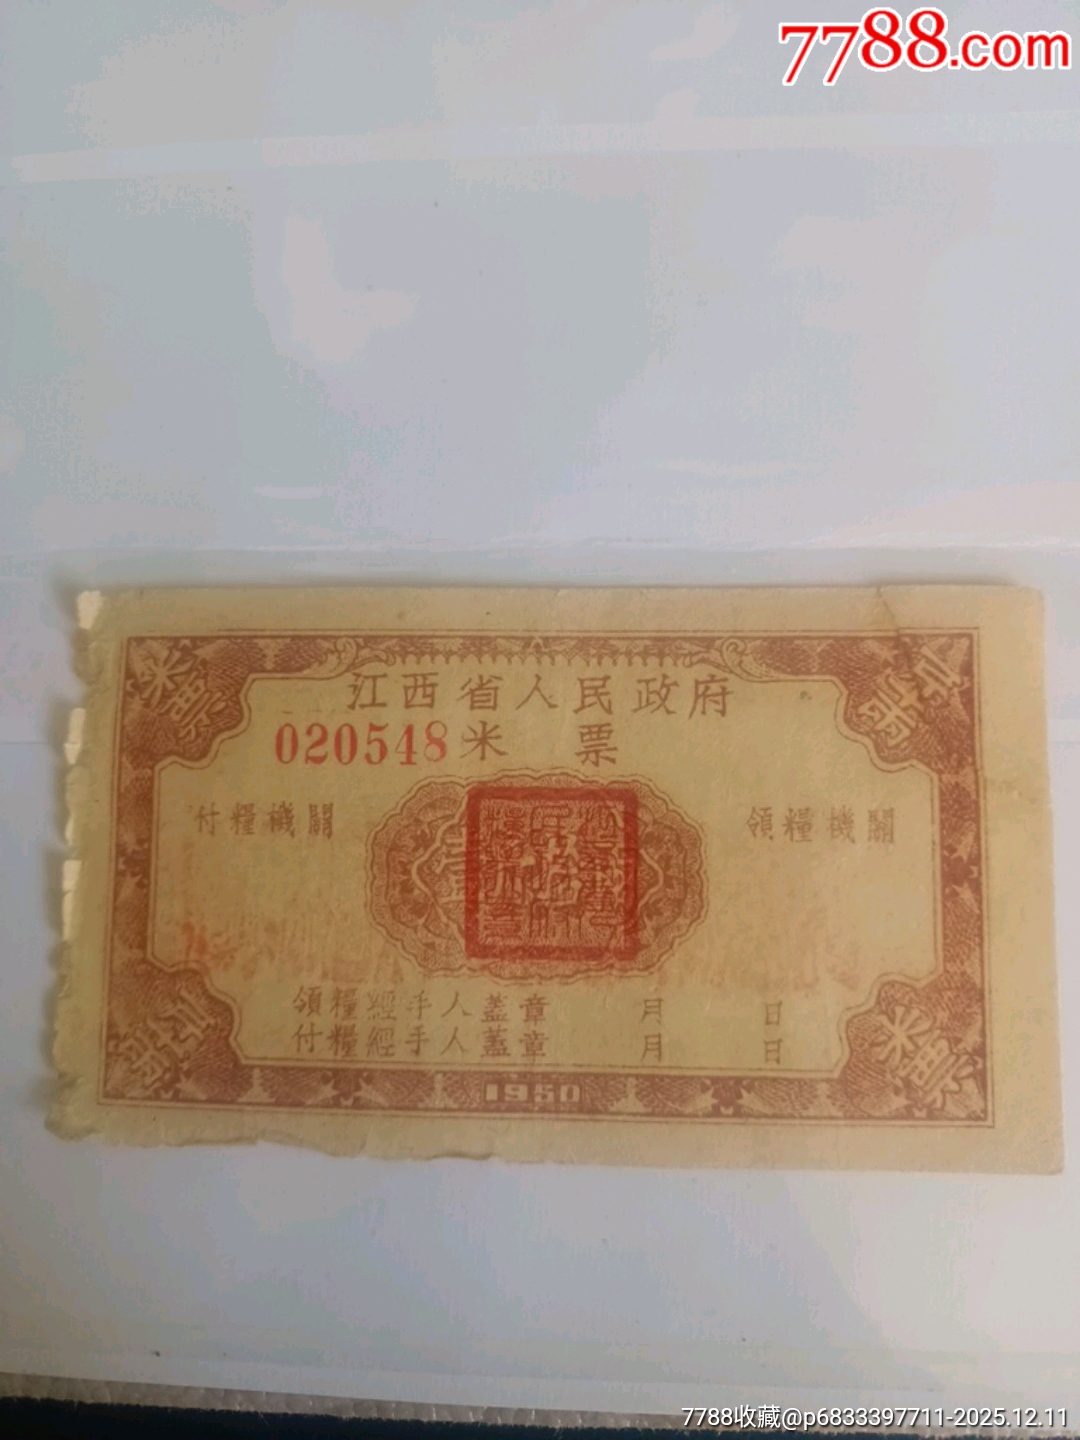 7788.com
江西省人民政府
020548 米 票
付糧機關
領糧機關
壹
領糧經手人蓋章 月 日
付糧經手人蓋章 月 日
1950
米票
米票
7788收藏@p6833397711-2025.12.11